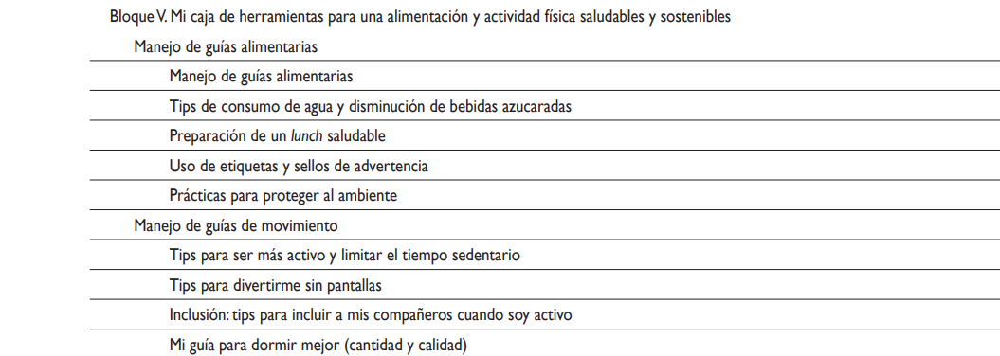 Bloque V. Mi caja de herramientas para una alimentación y actividad física saludables y sostenibles
Manejo de guías alimentarias
Manejo de guías alimentarias
Tips de consumo de agua y disminución de bebidas azucaradas
Preparación de un lunch saludable
Uso de etiquetas y sellos de advertencia
Prácticas para proteger al ambiente
Manejo de guías de movimiento
Tips para ser más activo y limitar el tiempo sedentario
Tips para divertirme sin pantallas
Inclusión: tips para incluir a mis compañeros cuando soy activo
Mi guía para dormir mejor (cantidad y calidad)